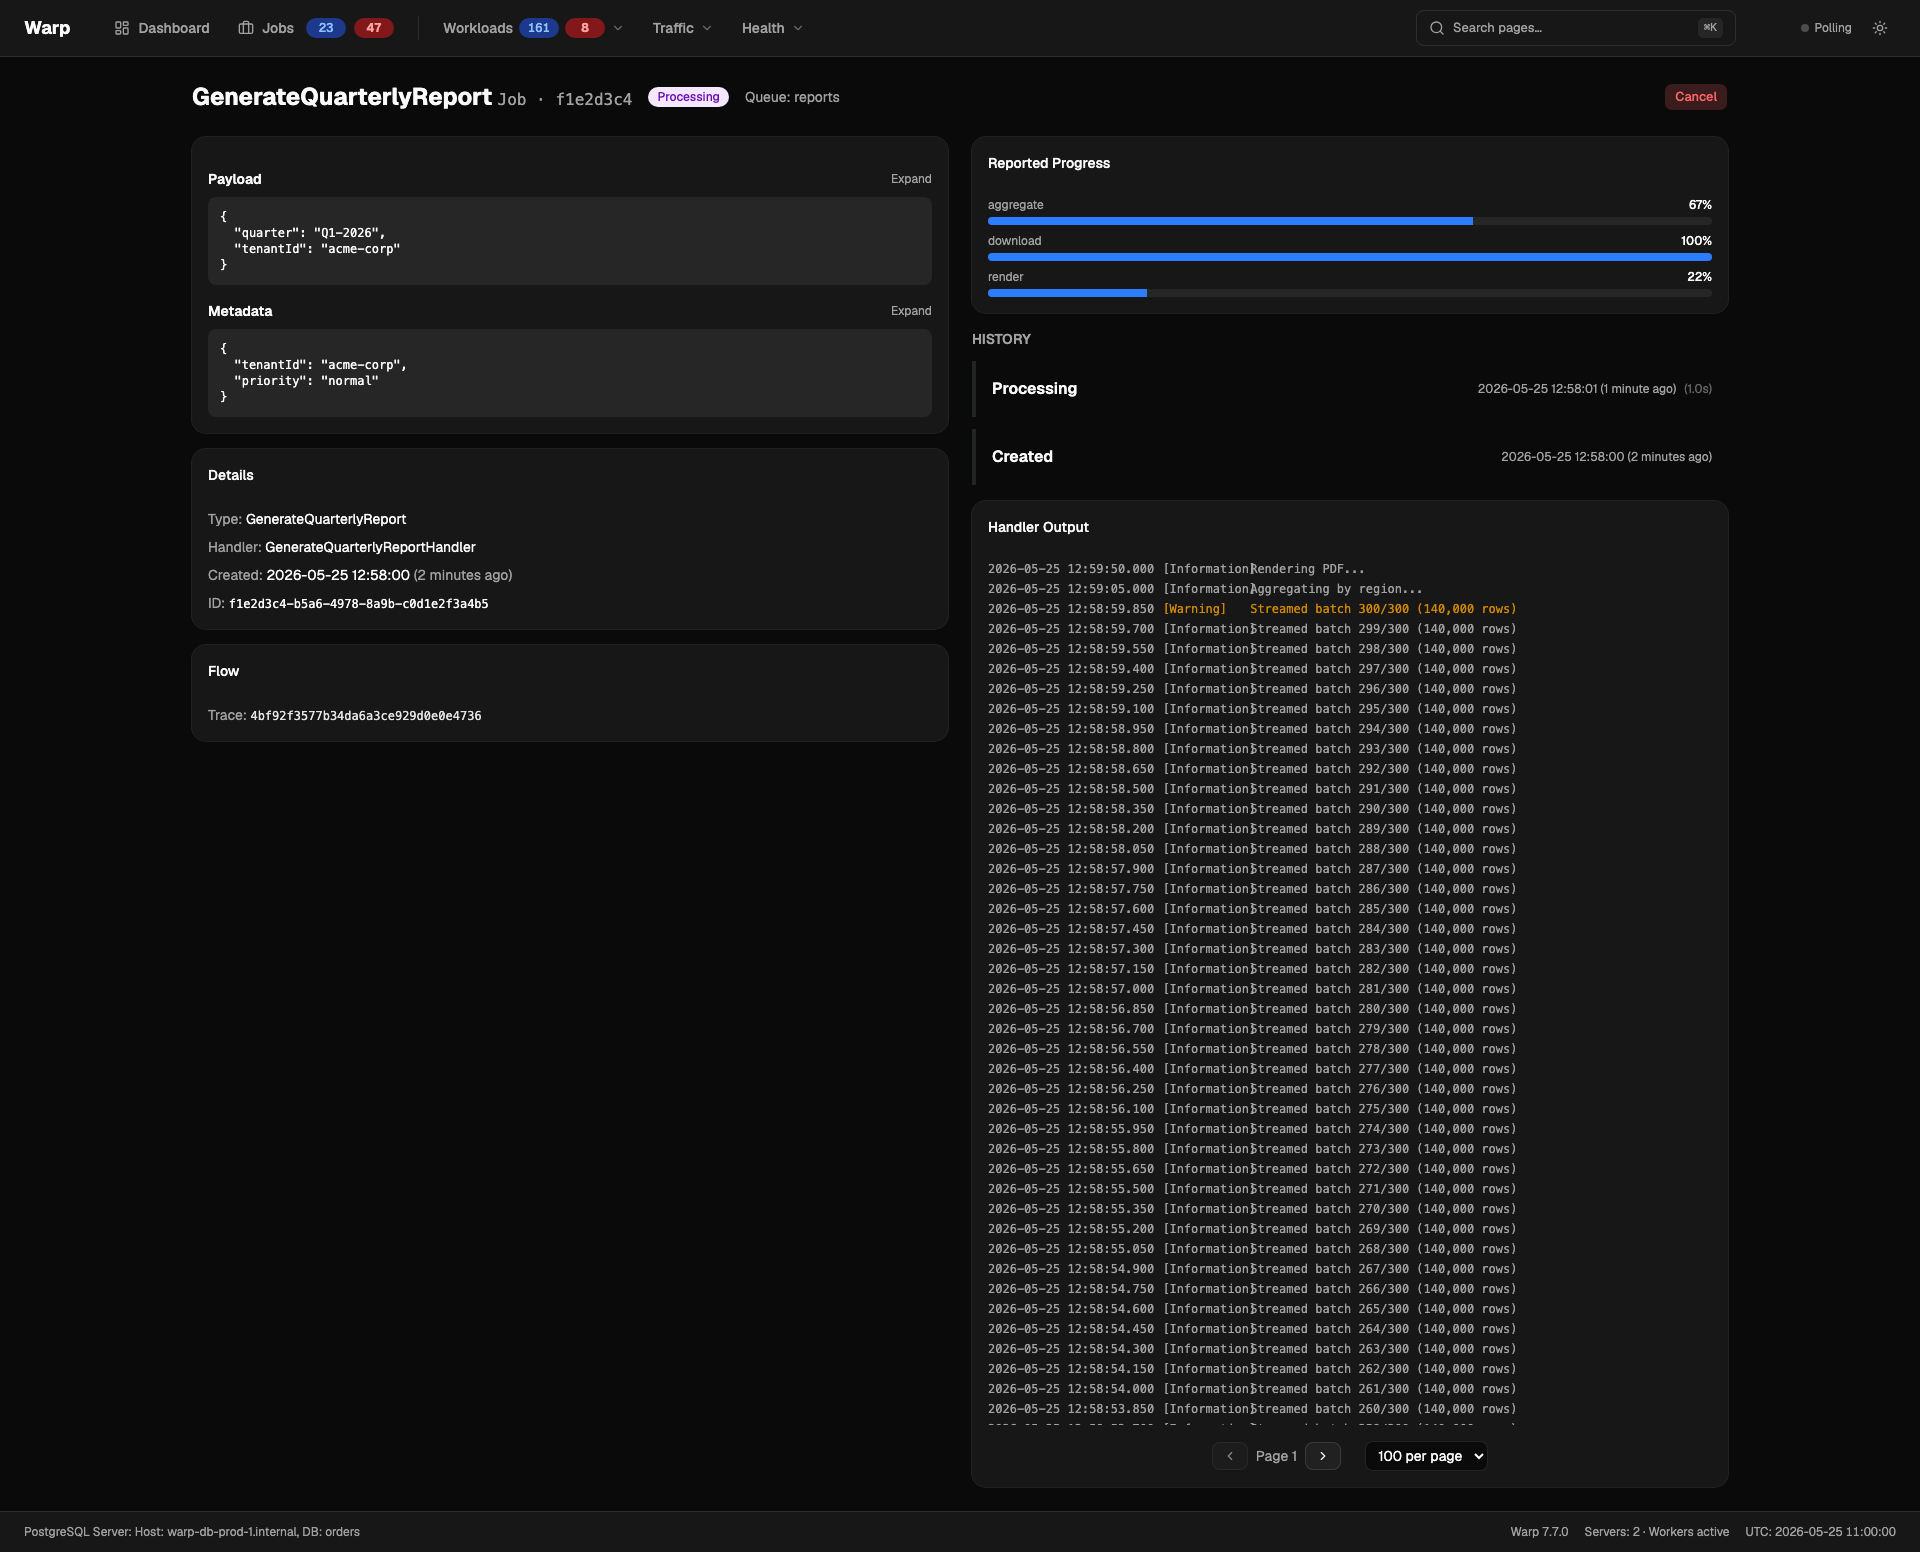 Warp
Dashboard
Jobs 23 47
Workloads 161 8
Traffic
Health
Search pages...
⌘K
Polling
GenerateQuarterlyReport Job · f1e2d3c4 Processing Queue: reports
Cancel
Payload
Expand
{
"quarter": "Q1-2026",
"tenantId": "acme-corp"
}
Metadata
Expand
{
"tenantId": "acme-corp",
"priority": "normal"
}
Details
Type: GenerateQuarterlyReport
Handler: GenerateQuarterlyReportHandler
Created: 2026-05-25 12:58:00 (2 minutes ago)
ID: f1e2d3c4-b5a6-4978-8a9b-c0d1e2f3a4b5
Flow
Trace: 4bf92f3577b34da6a3ce929d0e0e4736
Reported Progress
aggregate 67%
download 100%
render 22%
HISTORY
Processing 2026-05-25 12:58:01 (1 minute ago) (1.0s)
Created 2026-05-25 12:58:00 (2 minutes ago)
Handler Output
2026-05-25 12:59:50.000 [Information] Rendering PDF...
2026-05-25 12:59:05.000 [Information] Aggregating by region...
2026-05-25 12:58:59.850 [Warning] Streamed batch 300/300 (140,000 rows)
2026-05-25 12:58:59.700 [Information] Streamed batch 299/300 (140,000 rows)
2026-05-25 12:58:59.550 [Information] Streamed batch 298/300 (140,000 rows)
2026-05-25 12:58:59.400 [Information] Streamed batch 297/300 (140,000 rows)
2026-05-25 12:58:59.250 [Information] Streamed batch 296/300 (140,000 rows)
2026-05-25 12:58:59.100 [Information] Streamed batch 295/300 (140,000 rows)
2026-05-25 12:58:58.950 [Information] Streamed batch 294/300 (140,000 rows)
2026-05-25 12:58:58.800 [Information] Streamed batch 293/300 (140,000 rows)
2026-05-25 12:58:58.650 [Information] Streamed batch 292/300 (140,000 rows)
2026-05-25 12:58:58.500 [Information] Streamed batch 291/300 (140,000 rows)
2026-05-25 12:58:58.350 [Information] Streamed batch 290/300 (140,000 rows)
2026-05-25 12:58:58.200 [Information] Streamed batch 289/300 (140,000 rows)
2026-05-25 12:58:58.050 [Information] Streamed batch 288/300 (140,000 rows)
2026-05-25 12:58:57.900 [Information] Streamed batch 287/300 (140,000 rows)
2026-05-25 12:58:57.750 [Information] Streamed batch 286/300 (140,000 rows)
2026-05-25 12:58:57.600 [Information] Streamed batch 285/300 (140,000 rows)
2026-05-25 12:58:57.450 [Information] Streamed batch 284/300 (140,000 rows)
2026-05-25 12:58:57.300 [Information] Streamed batch 283/300 (140,000 rows)
2026-05-25 12:58:57.150 [Information] Streamed batch 282/300 (140,000 rows)
2026-05-25 12:58:57.000 [Information] Streamed batch 281/300 (140,000 rows)
2026-05-25 12:58:56.850 [Information] Streamed batch 280/300 (140,000 rows)
2026-05-25 12:58:56.700 [Information] Streamed batch 279/300 (140,000 rows)
2026-05-25 12:58:56.550 [Information] Streamed batch 278/300 (140,000 rows)
2026-05-25 12:58:56.400 [Information] Streamed batch 277/300 (140,000 rows)
2026-05-25 12:58:56.250 [Information] Streamed batch 276/300 (140,000 rows)
2026-05-25 12:58:56.100 [Information] Streamed batch 275/300 (140,000 rows)
2026-05-25 12:58:55.950 [Information] Streamed batch 274/300 (140,000 rows)
2026-05-25 12:58:55.800 [Information] Streamed batch 273/300 (140,000 rows)
2026-05-25 12:58:55.650 [Information] Streamed batch 272/300 (140,000 rows)
2026-05-25 12:58:55.500 [Information] Streamed batch 271/300 (140,000 rows)
2026-05-25 12:58:55.350 [Information] Streamed batch 270/300 (140,000 rows)
2026-05-25 12:58:55.200 [Information] Streamed batch 269/300 (140,000 rows)
2026-05-25 12:58:55.050 [Information] Streamed batch 268/300 (140,000 rows)
2026-05-25 12:58:54.900 [Information] Streamed batch 267/300 (140,000 rows)
2026-05-25 12:58:54.750 [Information] Streamed batch 266/300 (140,000 rows)
2026-05-25 12:58:54.600 [Information] Streamed batch 265/300 (140,000 rows)
2026-05-25 12:58:54.450 [Information] Streamed batch 264/300 (140,000 rows)
2026-05-25 12:58:54.300 [Information] Streamed batch 263/300 (140,000 rows)
2026-05-25 12:58:54.150 [Information] Streamed batch 262/300 (140,000 rows)
2026-05-25 12:58:54.000 [Information] Streamed batch 261/300 (140,000 rows)
2026-05-25 12:58:53.850 [Information] Streamed batch 260/300 (140,000 rows)
Page 1
100 per page
PostgreSQL Server: Host: warp-db-prod-1.internal, DB: orders
Warp 7.7.0 Servers: 2 · Workers active UTC: 2026-05-25 11:00:00